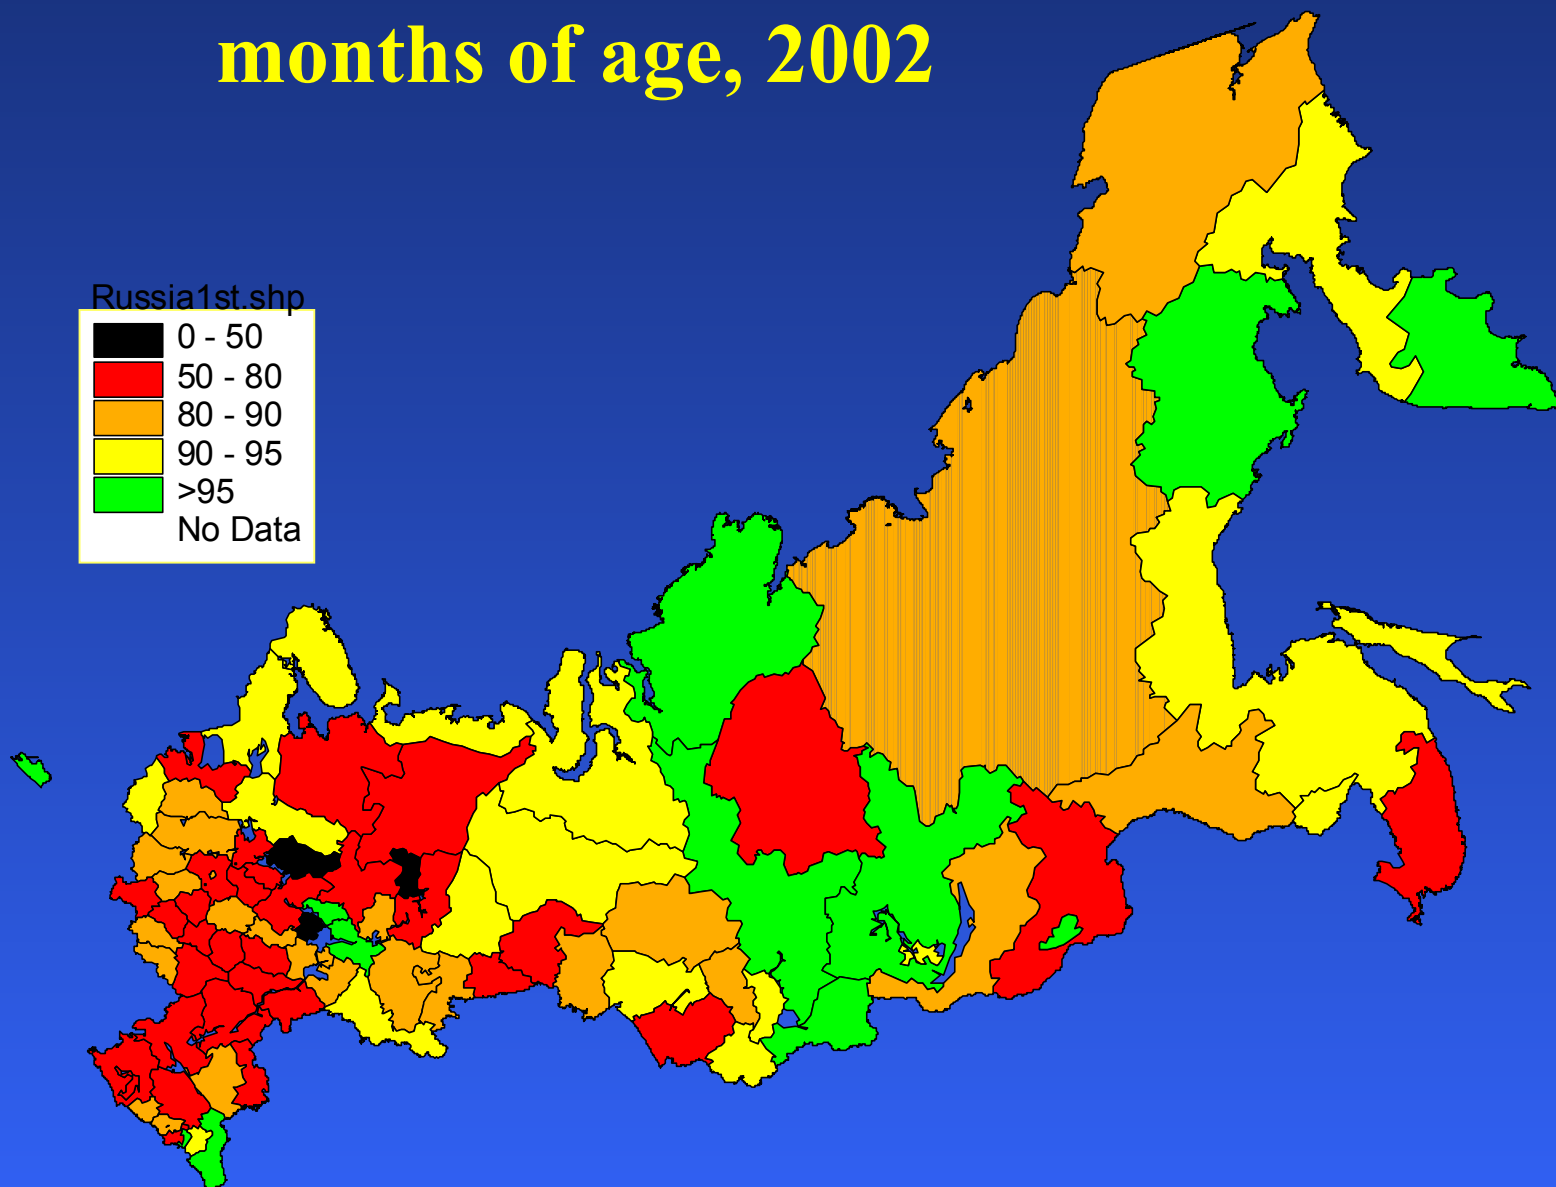 months of age, 2002
Russia1st.shp
0 - 50
50 - 80
80 - 90
90 - 95
>95
No Data